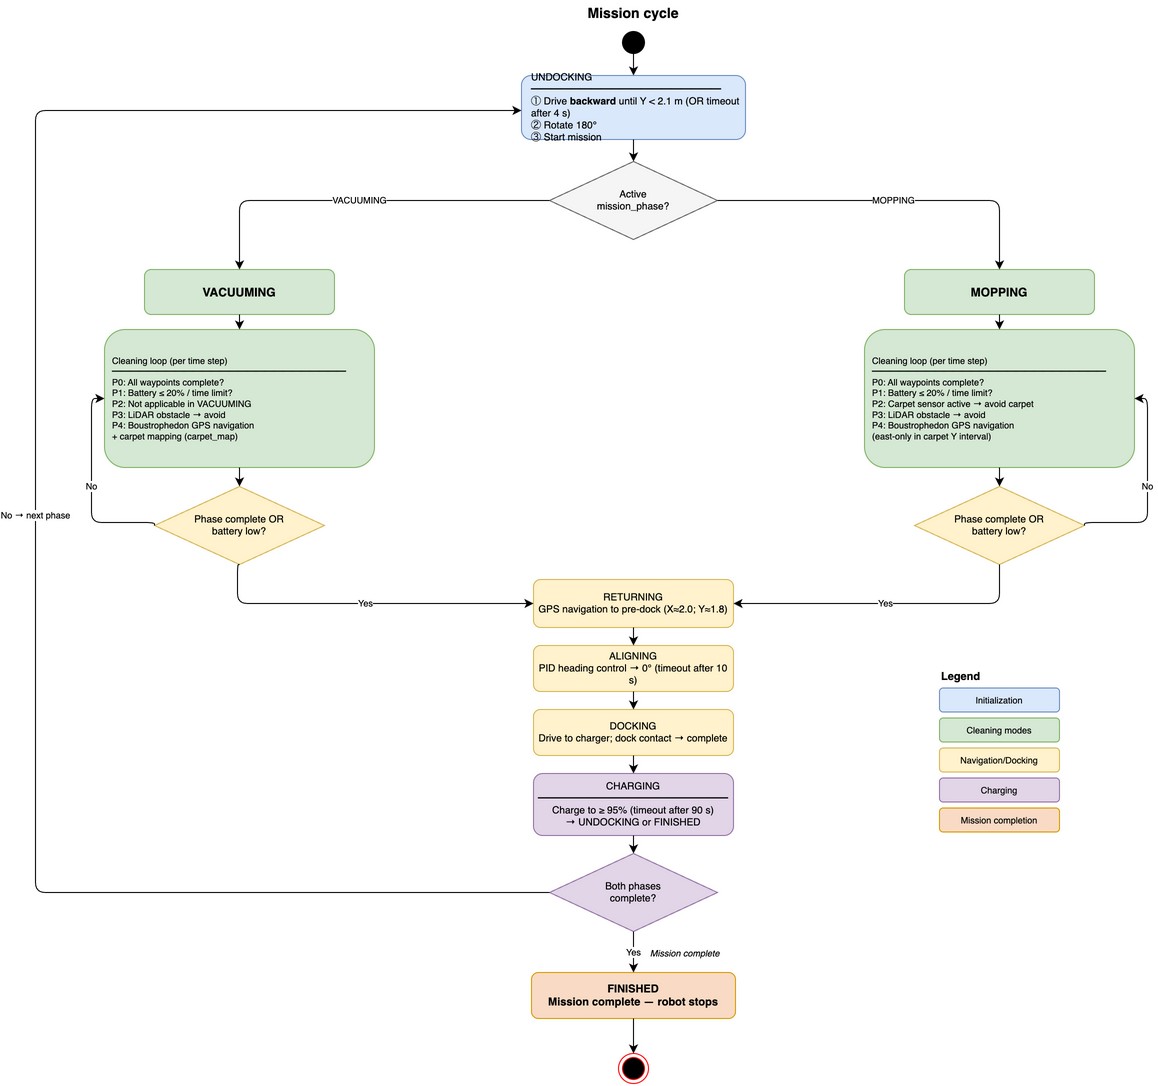 Mission cycle
UNDOCKING
① Drive backward until Y < 2.1 m (OR timeout
after 4 s)
② Rotate 180°
③ Start mission
Active
mission_phase?
VACUUMING
MOPPING
VACUUMING
MOPPING
Cleaning loop (per time step)
P0: All waypoints complete?
P1: Battery ≤ 20% / time limit?
P2: Not applicable in VACUUMING
P3: LiDAR obstacle → avoid
P4: Boustrophedon GPS navigation
+ carpet mapping (carpet_map)
Cleaning loop (per time step)
P0: All waypoints complete?
P1: Battery ≤ 20% / time limit?
P2: Carpet sensor active → avoid carpet
P3: LiDAR obstacle → avoid
P4: Boustrophedon GPS navigation
(east-only in carpet Y interval)
No
No
No → next phase
Phase complete OR
battery low?
Phase complete OR
battery low?
Yes
Yes
RETURNING
GPS navigation to pre-dock (X≈2.0; Y≈1.8)
ALIGNING
PID heading control → 0° (timeout after 10
s)
DOCKING
Drive to charger; dock contact → complete
CHARGING
Charge to ≥ 95% (timeout after 90 s)
→ UNDOCKING or FINISHED
Both phases
complete?
Yes
Mission complete
FINISHED
Mission complete — robot stops
Legend
Initialization
Cleaning modes
Navigation/Docking
Charging
Mission completion